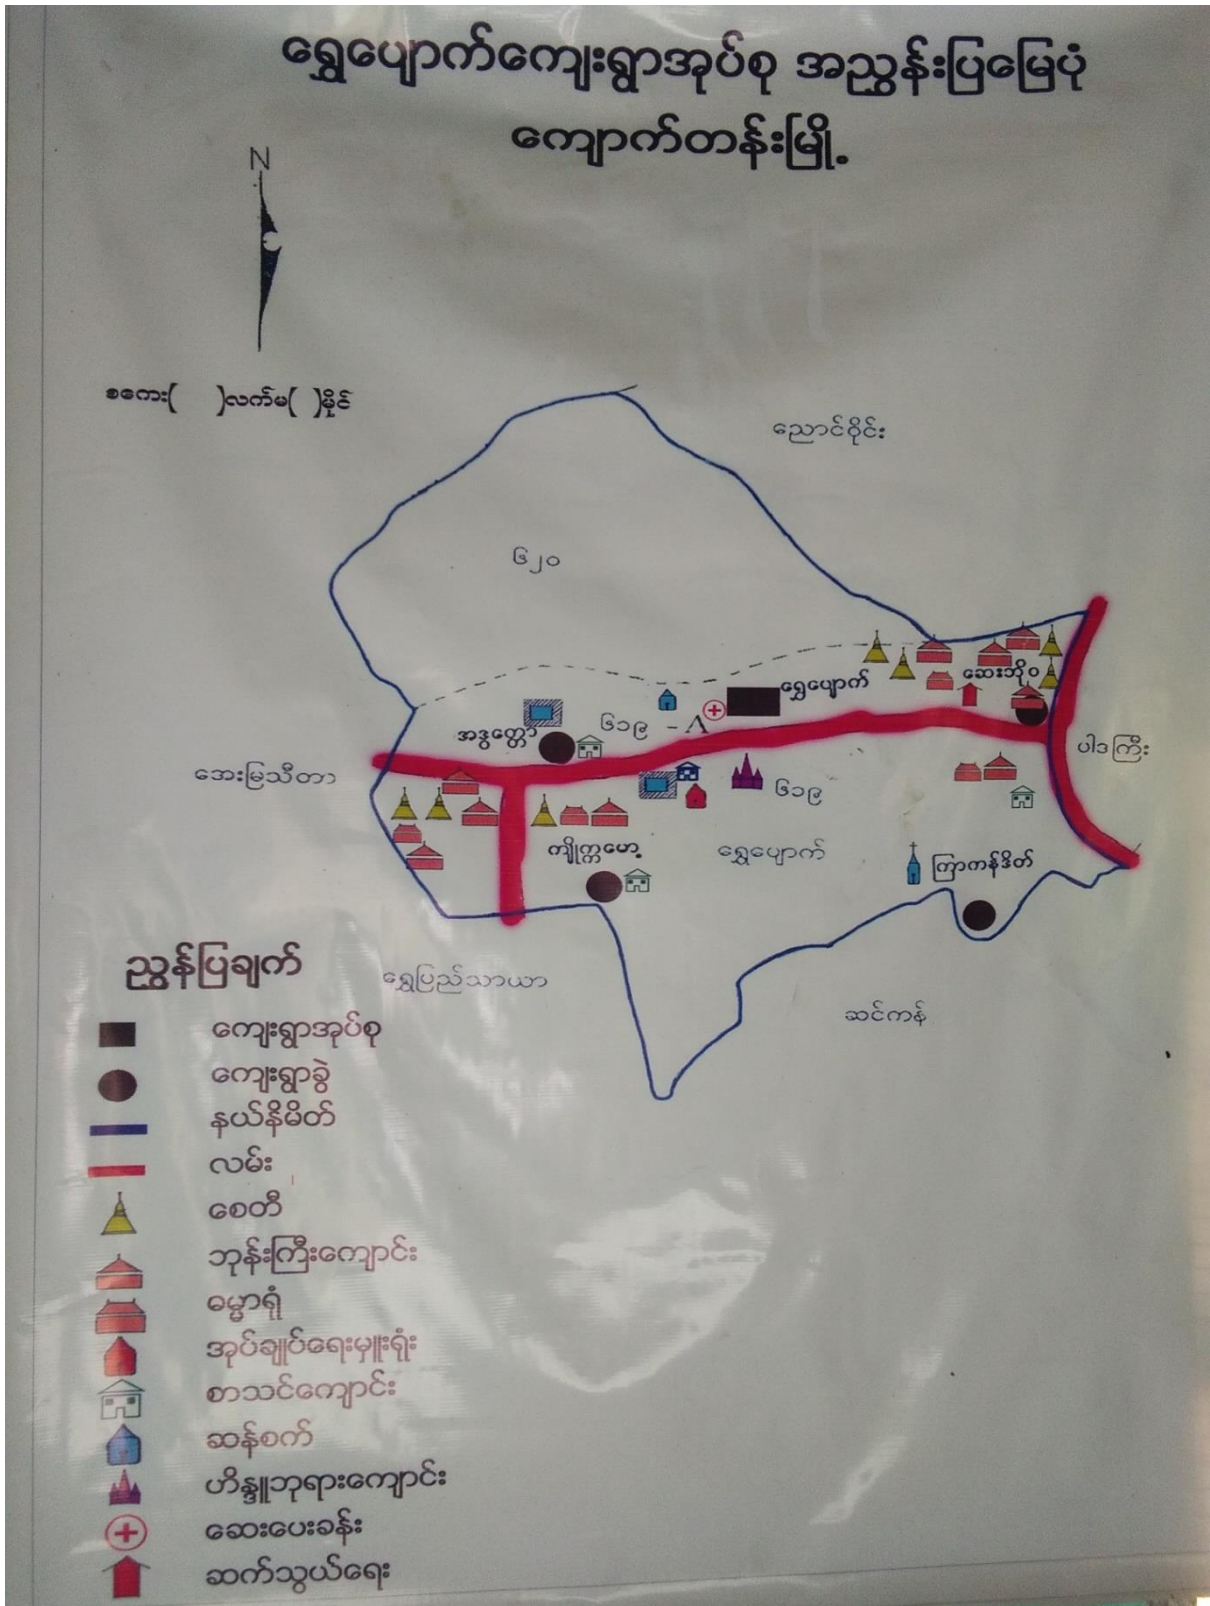 ရွှေပျောက်ကျေးရွာအုပ်စု အညွှန်းပြမြေပုံ
ကျောက်တန်းမြို့
N
စကေး( )လက်မ( )မိုင်
ညောင်ဝိုင်း
၆၂၀
ဆေးဘို၀
ရွှေပျောက်
၆၁၉ - Λ
အဒွတ္တော
ပါဒကြီး
အေးမြသီတာ
၆၁၉
ကျိုက္ကမော့
ရွှေပျောက်
ကြာကန်ဒိတ်
ညွှန်ပြချက်
ရွှေပြည်သာယာ
ဆင်ကန်
ကျေးရွာအုပ်စု
ကျေးရွာခွဲ
နယ်နိမိတ်
လမ်း
စေတီ
ဘုန်းကြီးကျောင်း
ဓမ္မာရုံ
အုပ်ချုပ်ရေးမှူးရုံး
စာသင်ကျောင်း
ဆန်စက်
ဟိန္ဒူဘုရားကျောင်း
ဆေးပေးခန်း
ဆက်သွယ်ရေး